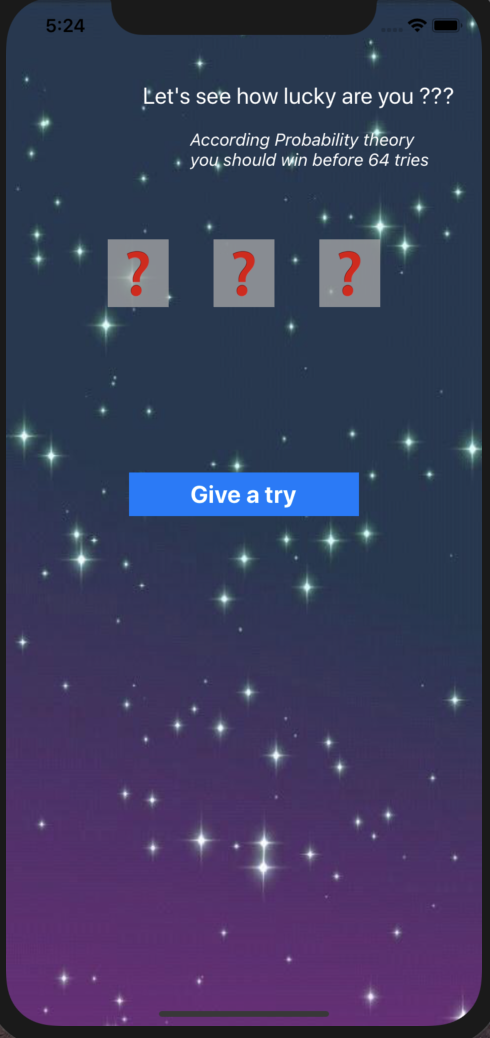 5:24
Let's see how lucky are you ???
According Probability theory
you should win before 64 tries
? ? ?
Give a try